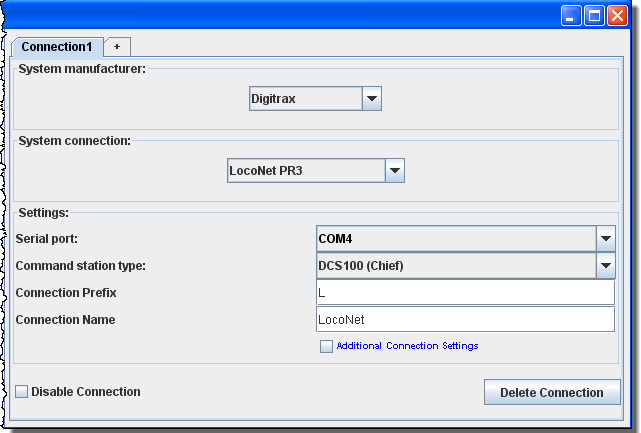 Connection1 +
System manufacturer:
Digitrax
System connection:
LocoNet PR3
Settings:
Serial port: COM4
Command station type: DCS100 (Chief)
Connection Prefix L
Connection Name LocoNet
Additional Connection Settings
Disable Connection Delete Connection